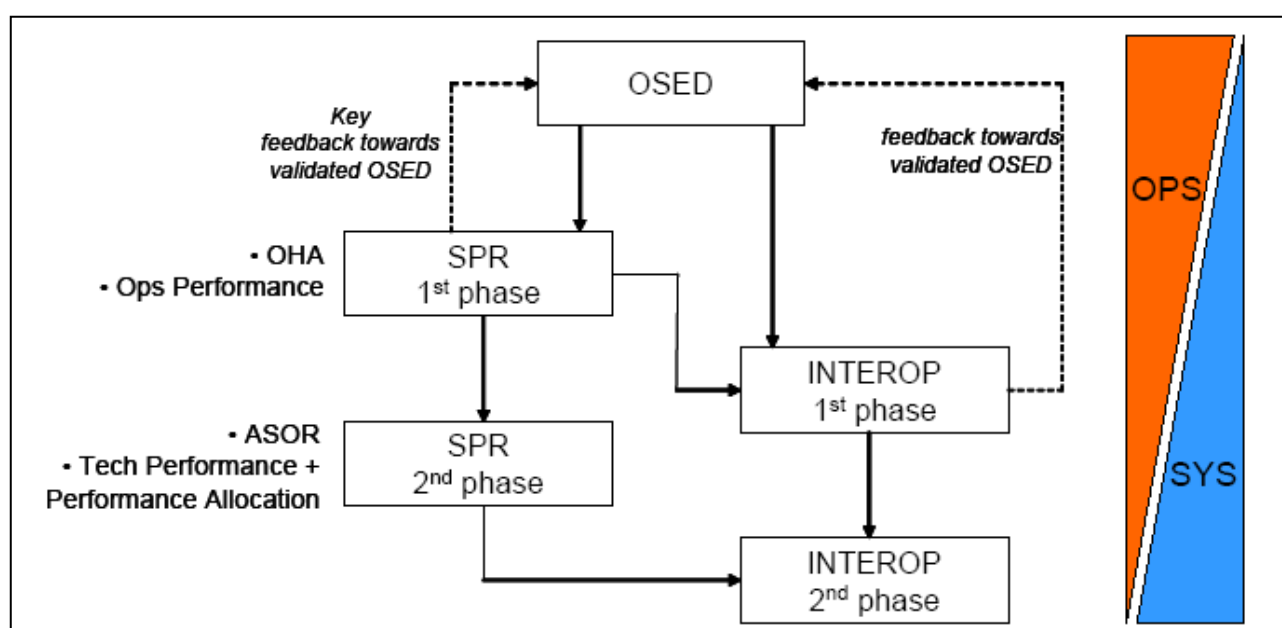 OSED
Key
feedback towards
validated OSED
feedback towards
validated OSED
OPS
• OHA
• Ops Performance
SPR
1st phase
INTEROP
1st phase
• ASOR
• Tech Performance +
Performance Allocation
SPR
2nd phase
SYS
INTEROP
2nd phase